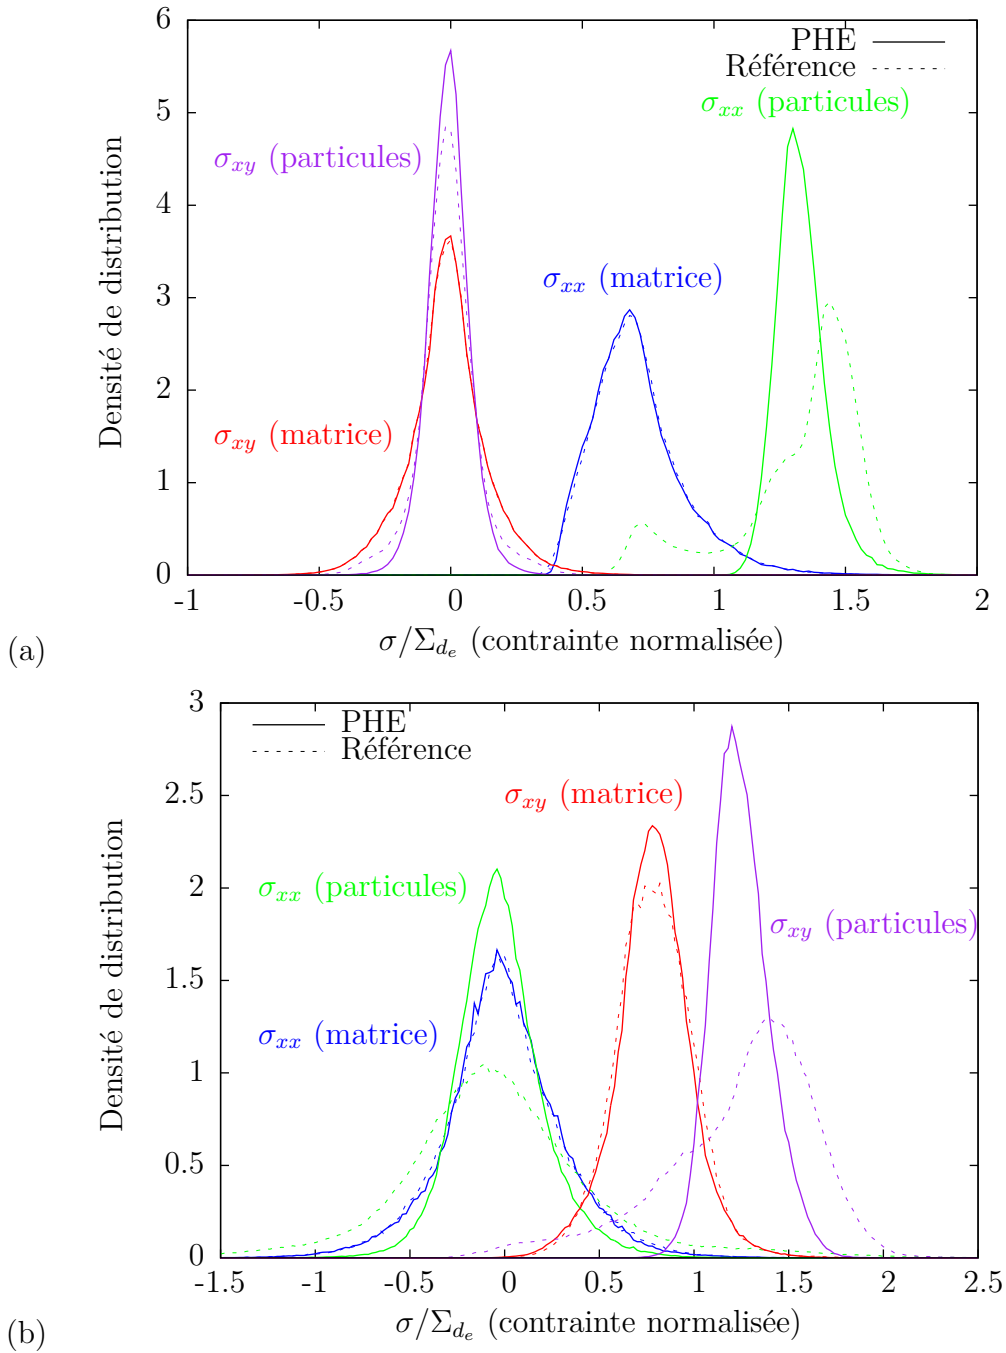 6
5
4
3
2
1
0
Densité de distribution
PHE
Référence
σxx (particules)
σxy (particules)
σxx (matrice)
σxy (matrice)
-1
-0.5
0
0.5
1
1.5
2
σ/Σde (contrainte normalisée)
(a)
3
2.5
2
1.5
1
0.5
0
Densité de distribution
PHE
Référence
σxy (matrice)
σxx (particules)
σxy (particules)
σxx (matrice)
-1.5
-1
-0.5
0
0.5
1
1.5
2
2.5
σ/Σde (contrainte normalisée)
(b)